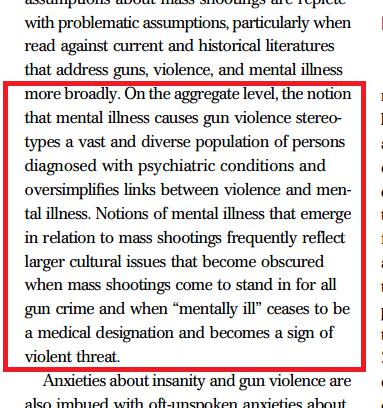 assumptions about mass shootings are replete
with problematic assumptions, particularly when
read against current and historical literatures
that address guns, violence, and mental illness
more broadly. On the aggregate level, the notion
that mental illness causes gun violence stereo-
types a vast and diverse population of persons
diagnosed with psychiatric conditions and
oversimplifies links between violence and men-
tal illness. Notions of mental illness that emerge
in relation to mass shootings frequently reflect
larger cultural issues that become obscured
when mass shootings come to stand in for all
gun crime and when “mentally ill” ceases to be
a medical designation and becomes a sign of
violent threat.
Anxieties about insanity and gun violence are
also imbued with oft-unspoken anxieties about